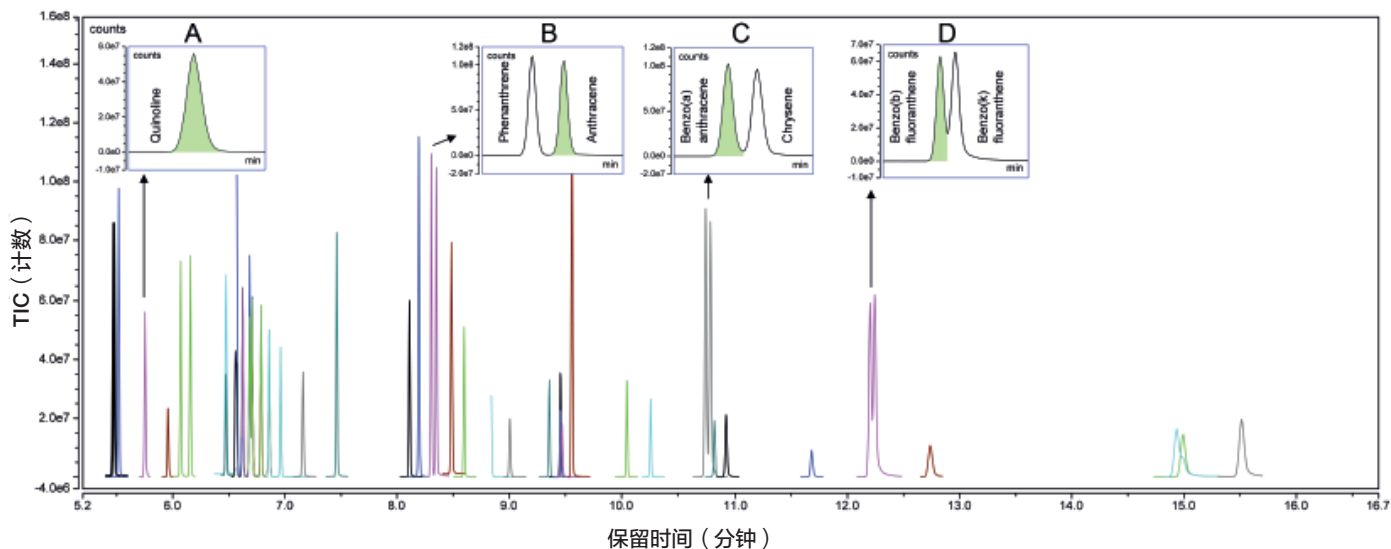 1.6e8
1.4e8
1.2e8
1.0e8
8.0e7
6.0e7
4.0e7
2.0e7
-4.0e6
counts
TIC（计数）
A
counts
6.0e7
4.0e7
2.0e7
0.0e0
-1.0e7
Quinoline
min
B
counts
1.2e8
1.0e8
5.0e7
0.0e0
-2.0e7
Phenanthrene
Anthracene
min
C
counts
1.2e8
1.0e8
5.0e7
0.0e0
-2.0e7
Benzo(a)
anthracene
Chrysene
min
D
counts
7.0e7
6.0e7
4.0e7
2.0e7
0.0e0
-1.0e7
Benzo(b)
fluoranthene
Benzo(k)
fluoranthene
min
5.2 6.0 7.0 8.0 9.0 10.0 11.0 12.0 13.0 14.0 15.0 16.0 16.7
保留时间（分钟）